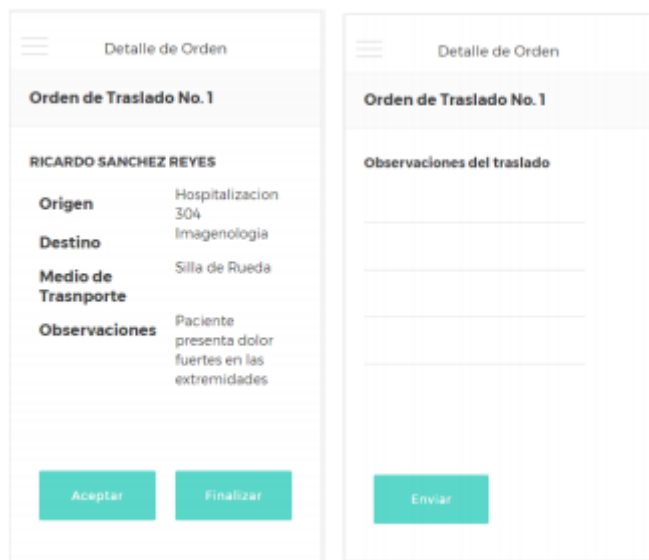 Detalle de Orden
Orden de Traslado No. 1
RICARDO SANCHEZ REYES
Origen
Hospitalizacion
304
Destino
Imagenologia
Medio de
Trasnporte
Silla de Rueda
Observaciones
Paciente
presenta dolor
fuertes en las
extremidades
Aceptar
Finalizar
Detalle de Orden
Orden de Traslado No. 1
Observaciones del traslado
Enviar